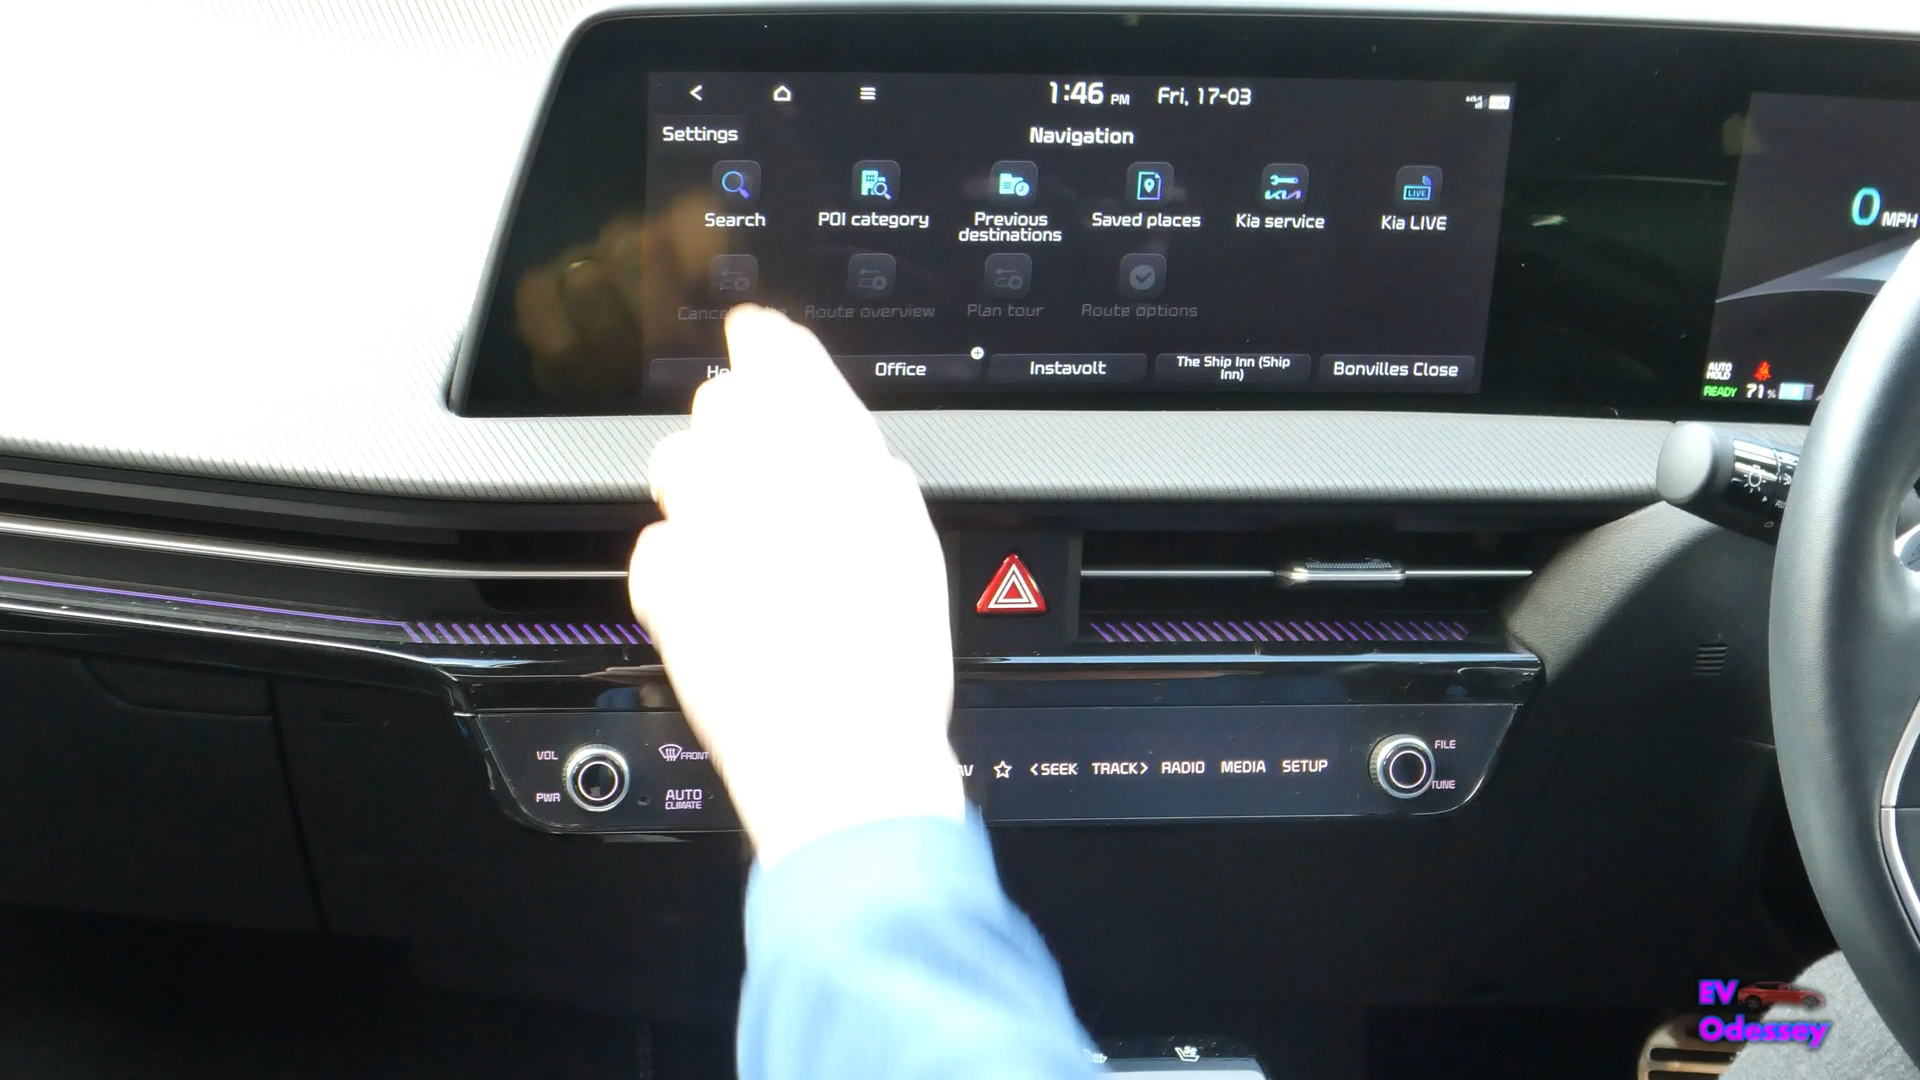 1:46 PM Fri, 17-03
Settings
Navigation
Search
POI category
Previous
destinations
Saved places
Kia service
Kia LIVE
LIVE
Route overview
Plan tour
Route options
Office
Instavolt
The Ship Inn (Ship
Inn)
Bonvilles Close
0 MPH
AUTO
HOLD
READY 71%
VOL
PWR
FRONT
AUTO
CLIMATE
<SEEK
TRACK>
RADIO
MEDIA
SETUP
FILE
TUNE
EV
Odessey